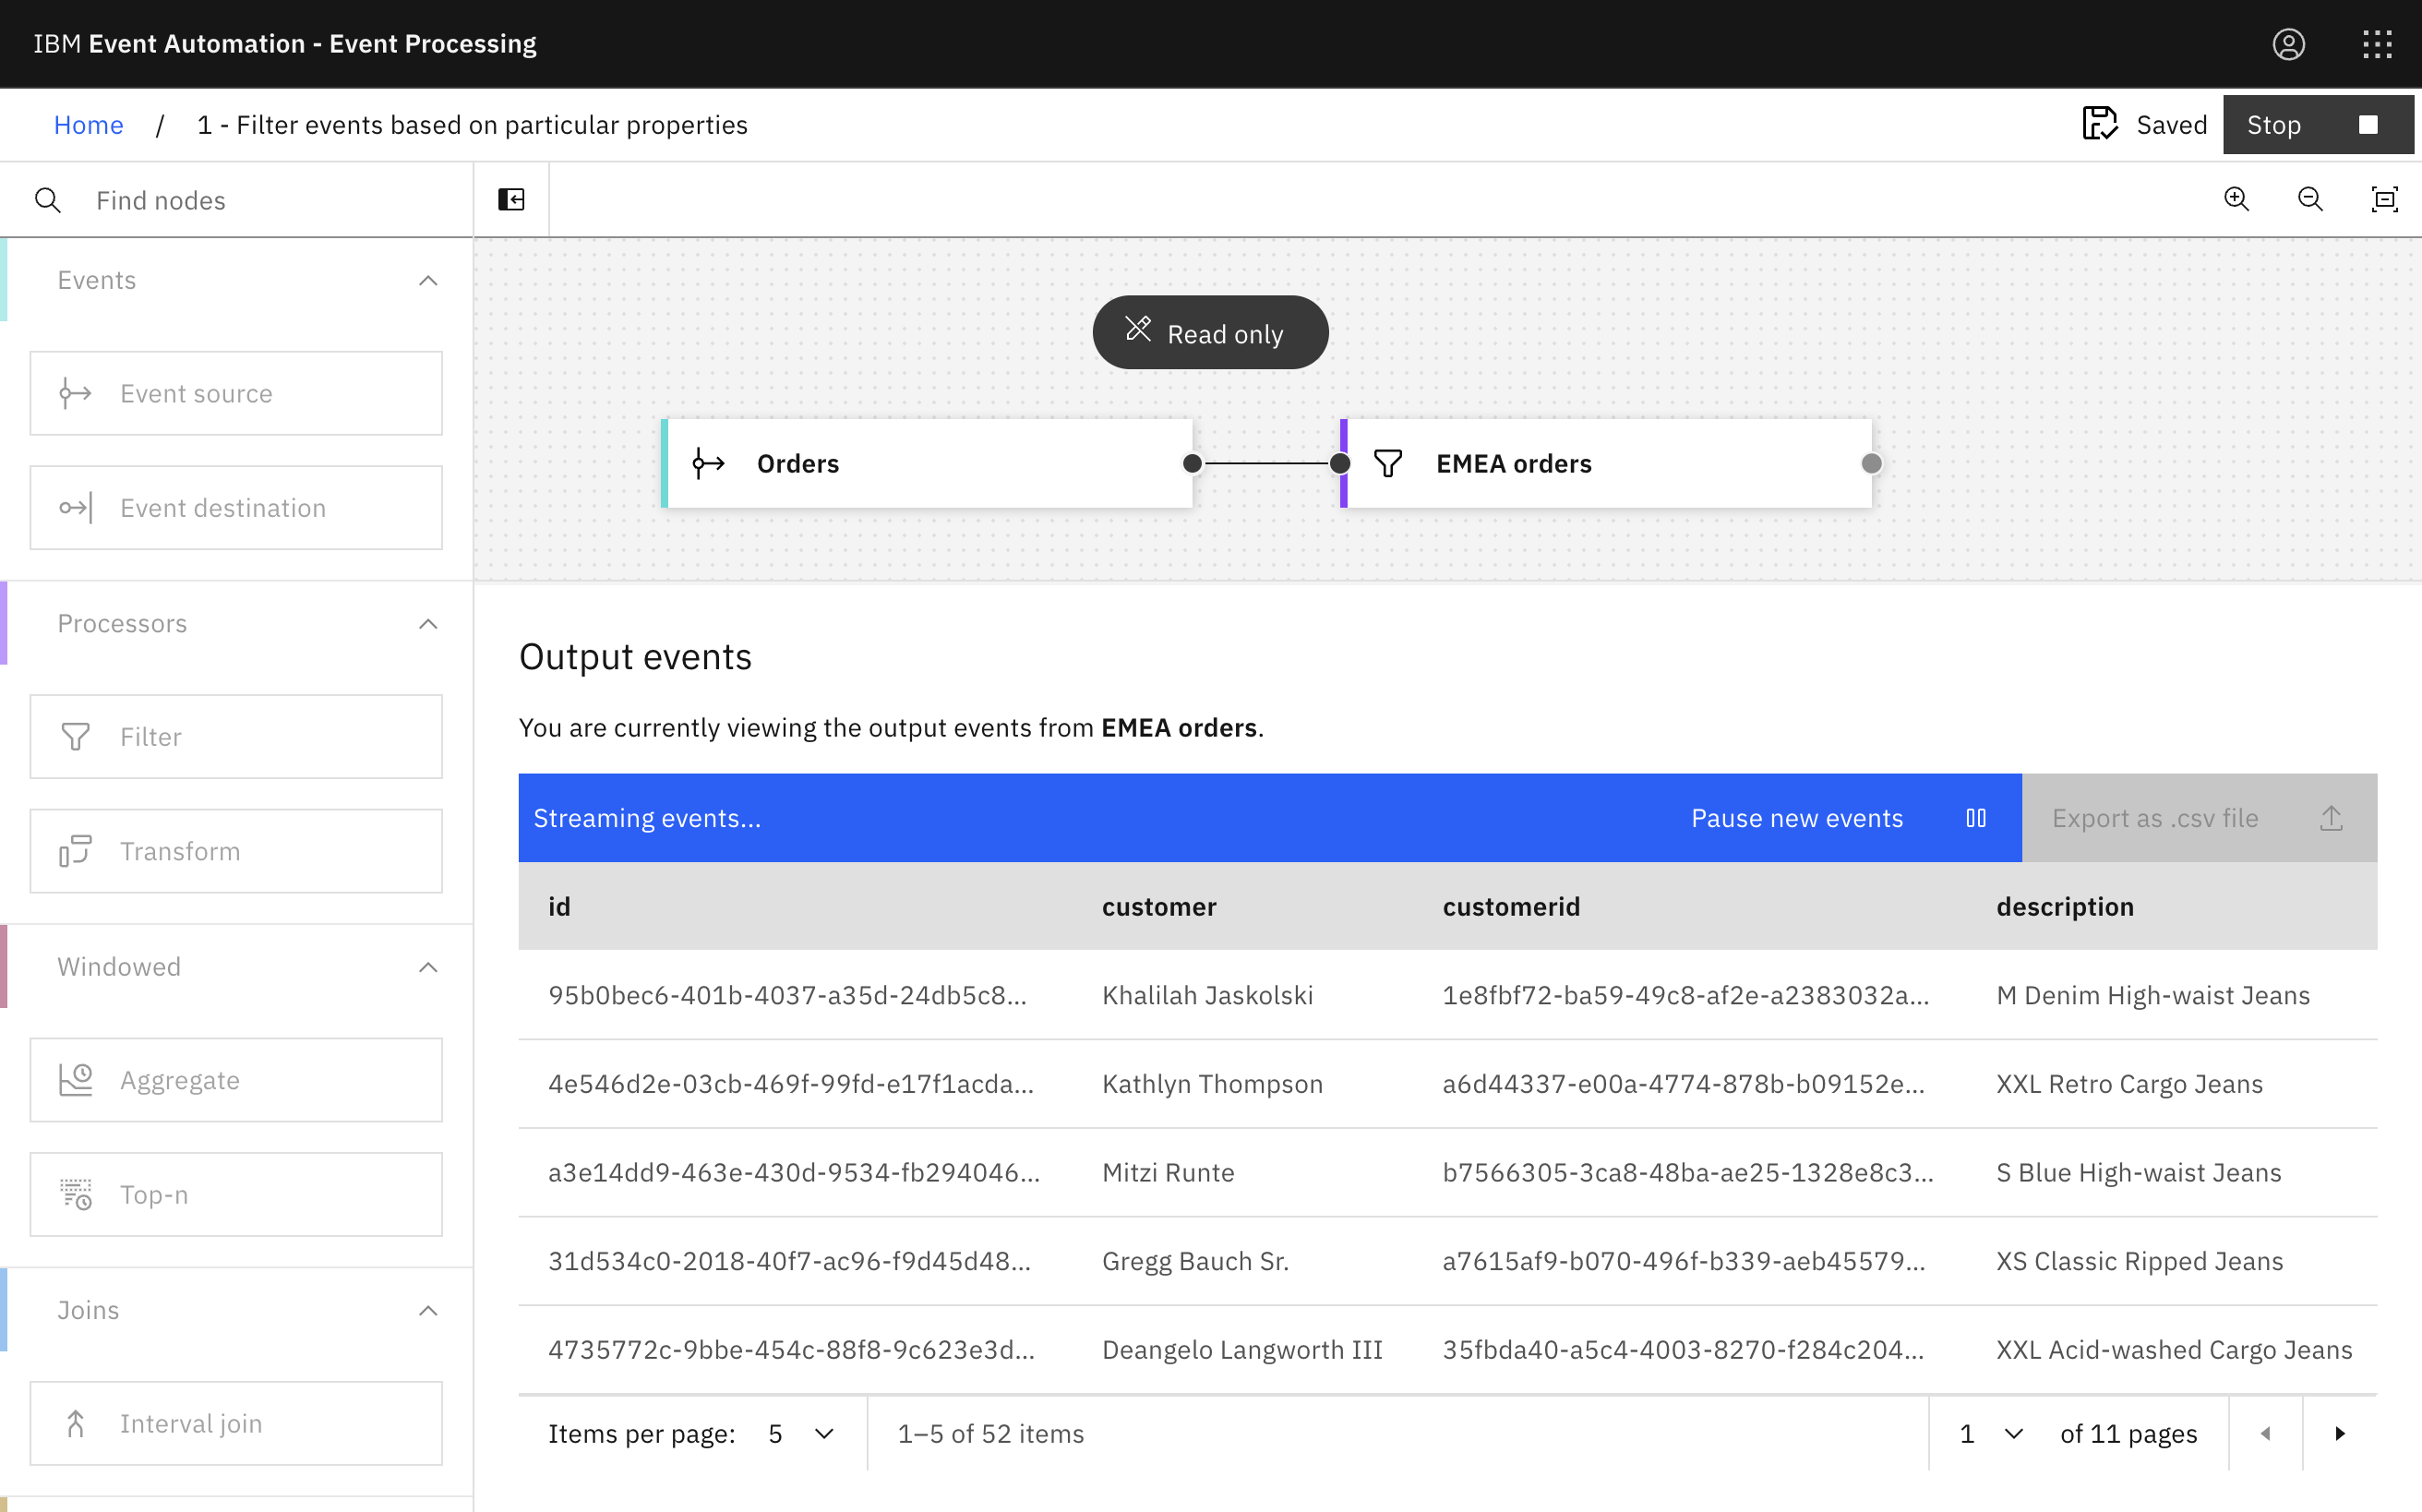 IBM Event Automation - Event Processing
Home / 1 - Filter events based on particular properties
Saved
Stop
Find nodes
Events
Event source
Event destination
Processors
Filter
Transform
Windowed
Aggregate
Top-n
Joins
Interval join
Read only
Orders
EMEA orders
Output events
You are currently viewing the output events from EMEA orders.
Streaming events...
Pause new events
Export as .csv file
id customer customerid description
95b0bec6-401b-4037-a35d-24db5c8... Khalilah Jaskolski 1e8fbf72-ba59-49c8-af2e-a2383032a... M Denim High-waist Jeans
4e546d2e-03cb-469f-99fd-e17f1acda... Kathlyn Thompson a6d44337-e00a-4774-878b-b09152e... XXL Retro Cargo Jeans
a3e14dd9-463e-430d-9534-fb294046... Mitzi Runte b7566305-3ca8-48ba-ae25-1328e8c3... S Blue High-waist Jeans
31d534c0-2018-40f7-ac96-f9d45d48... Gregg Bauch Sr. a7615af9-b070-496f-b339-aeb45579... XS Classic Ripped Jeans
4735772c-9bbe-454c-88f8-9c623e3d... Deangelo Langworth III 35fbda40-a5c4-4003-8270-f284c204... XXL Acid-washed Cargo Jeans
Items per page: 5
1–5 of 52 items
1 of 11 pages